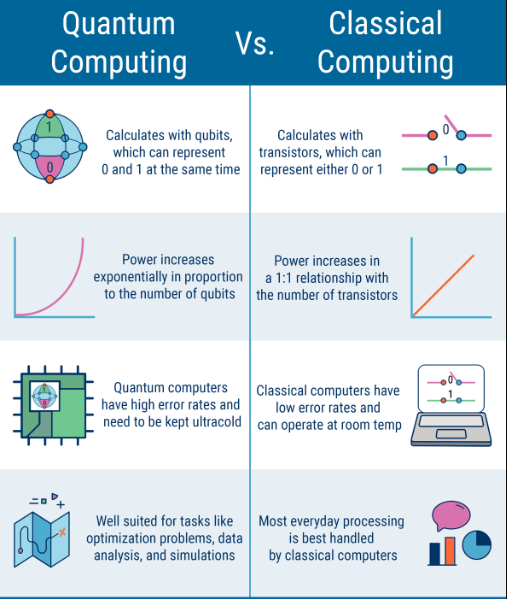 Quantum
Computing
Vs.
Classical
Computing
1
0
Calculates with qubits,
which can represent
0 and 1 at the same time
Calculates with
transistors, which can
represent either 0 or 1
0
1
Power increases
exponentially in proportion
to the number of qubits
Power increases in
a 1:1 relationship with
the number of transistors
Quantum computers
have high error rates and
need to be kept ultracold
Classical computers have
low error rates and
can operate at room temp
0
1
Well suited for tasks like
optimization problems, data
analysis, and simulations
Most everyday processing
is best handled
by classical computers